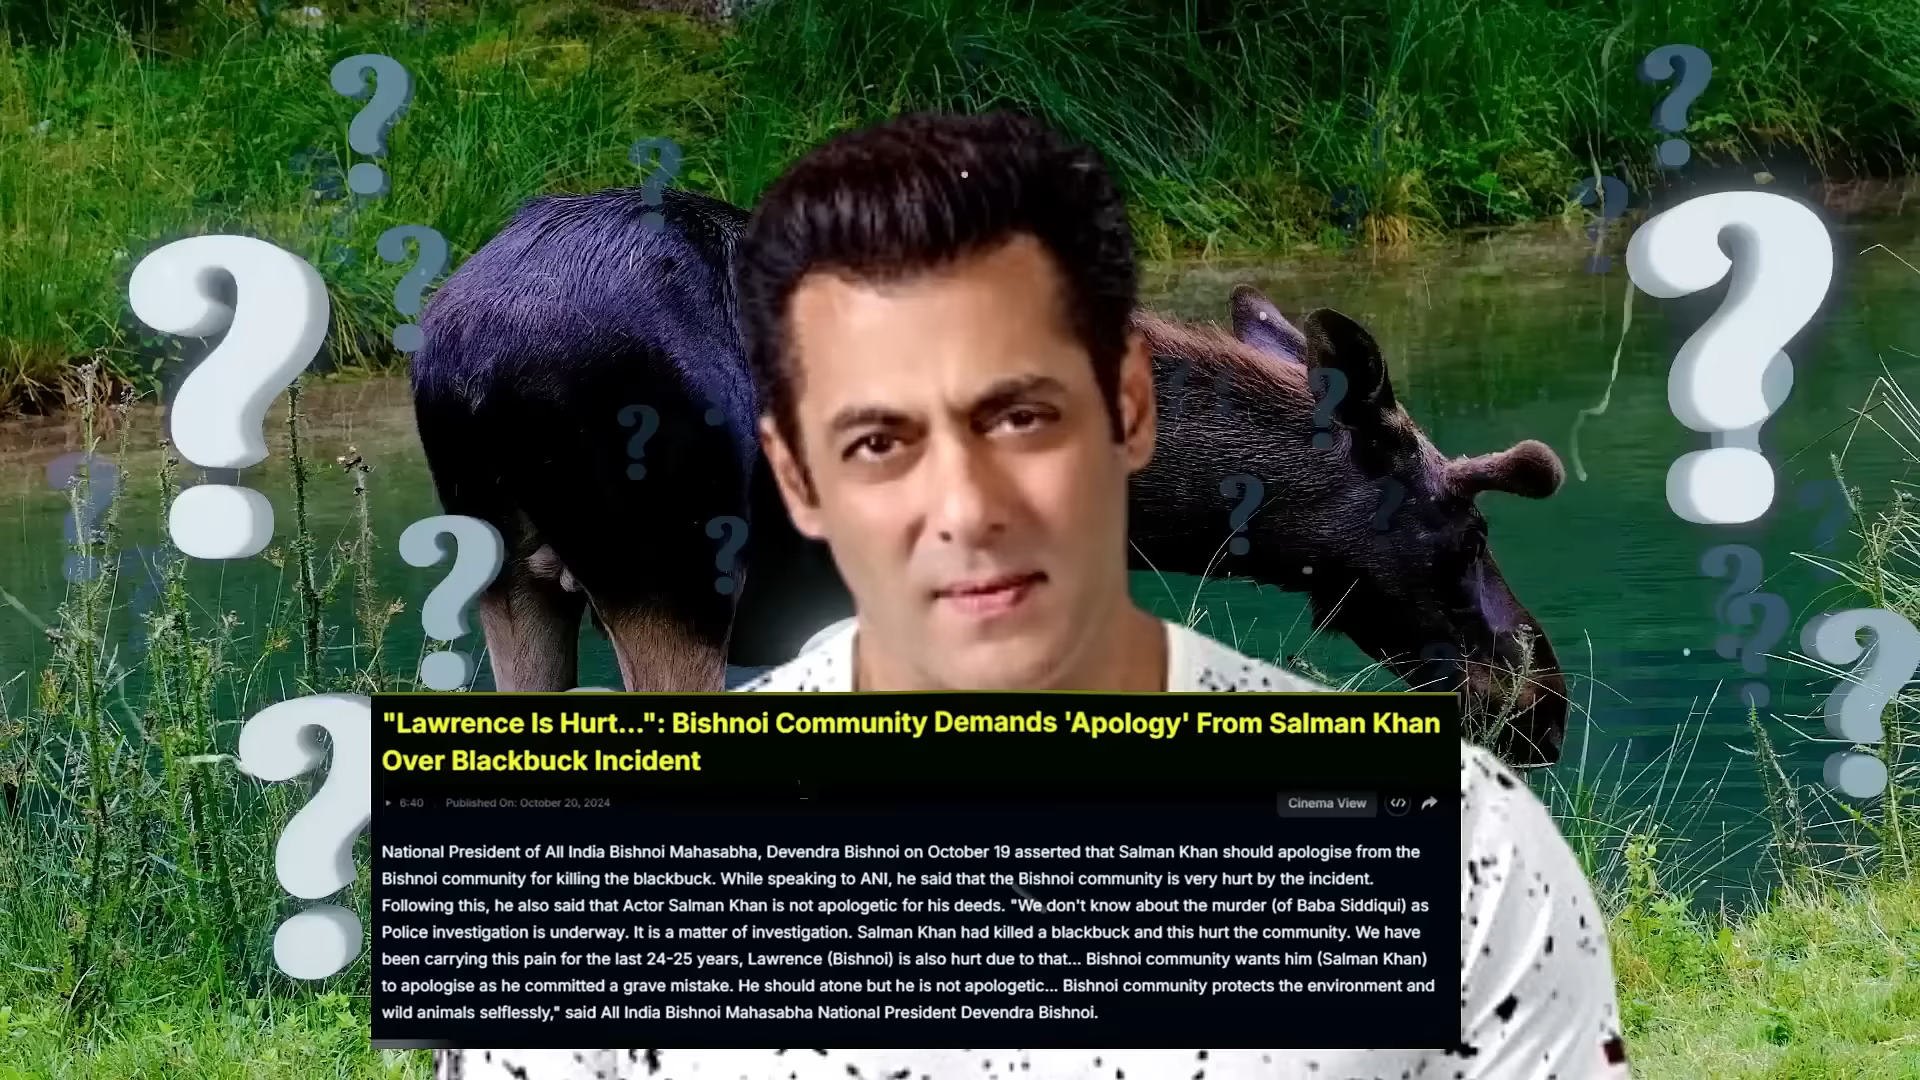 "Lawrence Is Hurt...": Bishnoi Community Demands 'Apology' From Salman Khan
Over Blackbuck Incident
6:40 Published On: October 20, 2024 Cinema View
National President of All India Bishnoi Mahasabha, Devendra Bishnoi on October 19 asserted that Salman Khan should apologise from the
Bishnoi community for killing the blackbuck. While speaking to ANI, he said that the Bishnoi community is very hurt by the incident.
Following this, he also said that Actor Salman Khan is not apologetic for his deeds. "We don't know about the murder (of Baba Siddiqui) as
Police investigation is underway. It is a matter of investigation. Salman Khan had killed a blackbuck and this hurt the community. We have
been carrying this pain for the last 24-25 years, Lawrence (Bishnoi) is also hurt due to that... Bishnoi community wants him (Salman Khan)
to apologise as he committed a grave mistake. He should atone but he is not apologetic... Bishnoi community protects the environment and
wild animals selflessly," said All India Bishnoi Mahasabha National President Devendra Bishnoi.